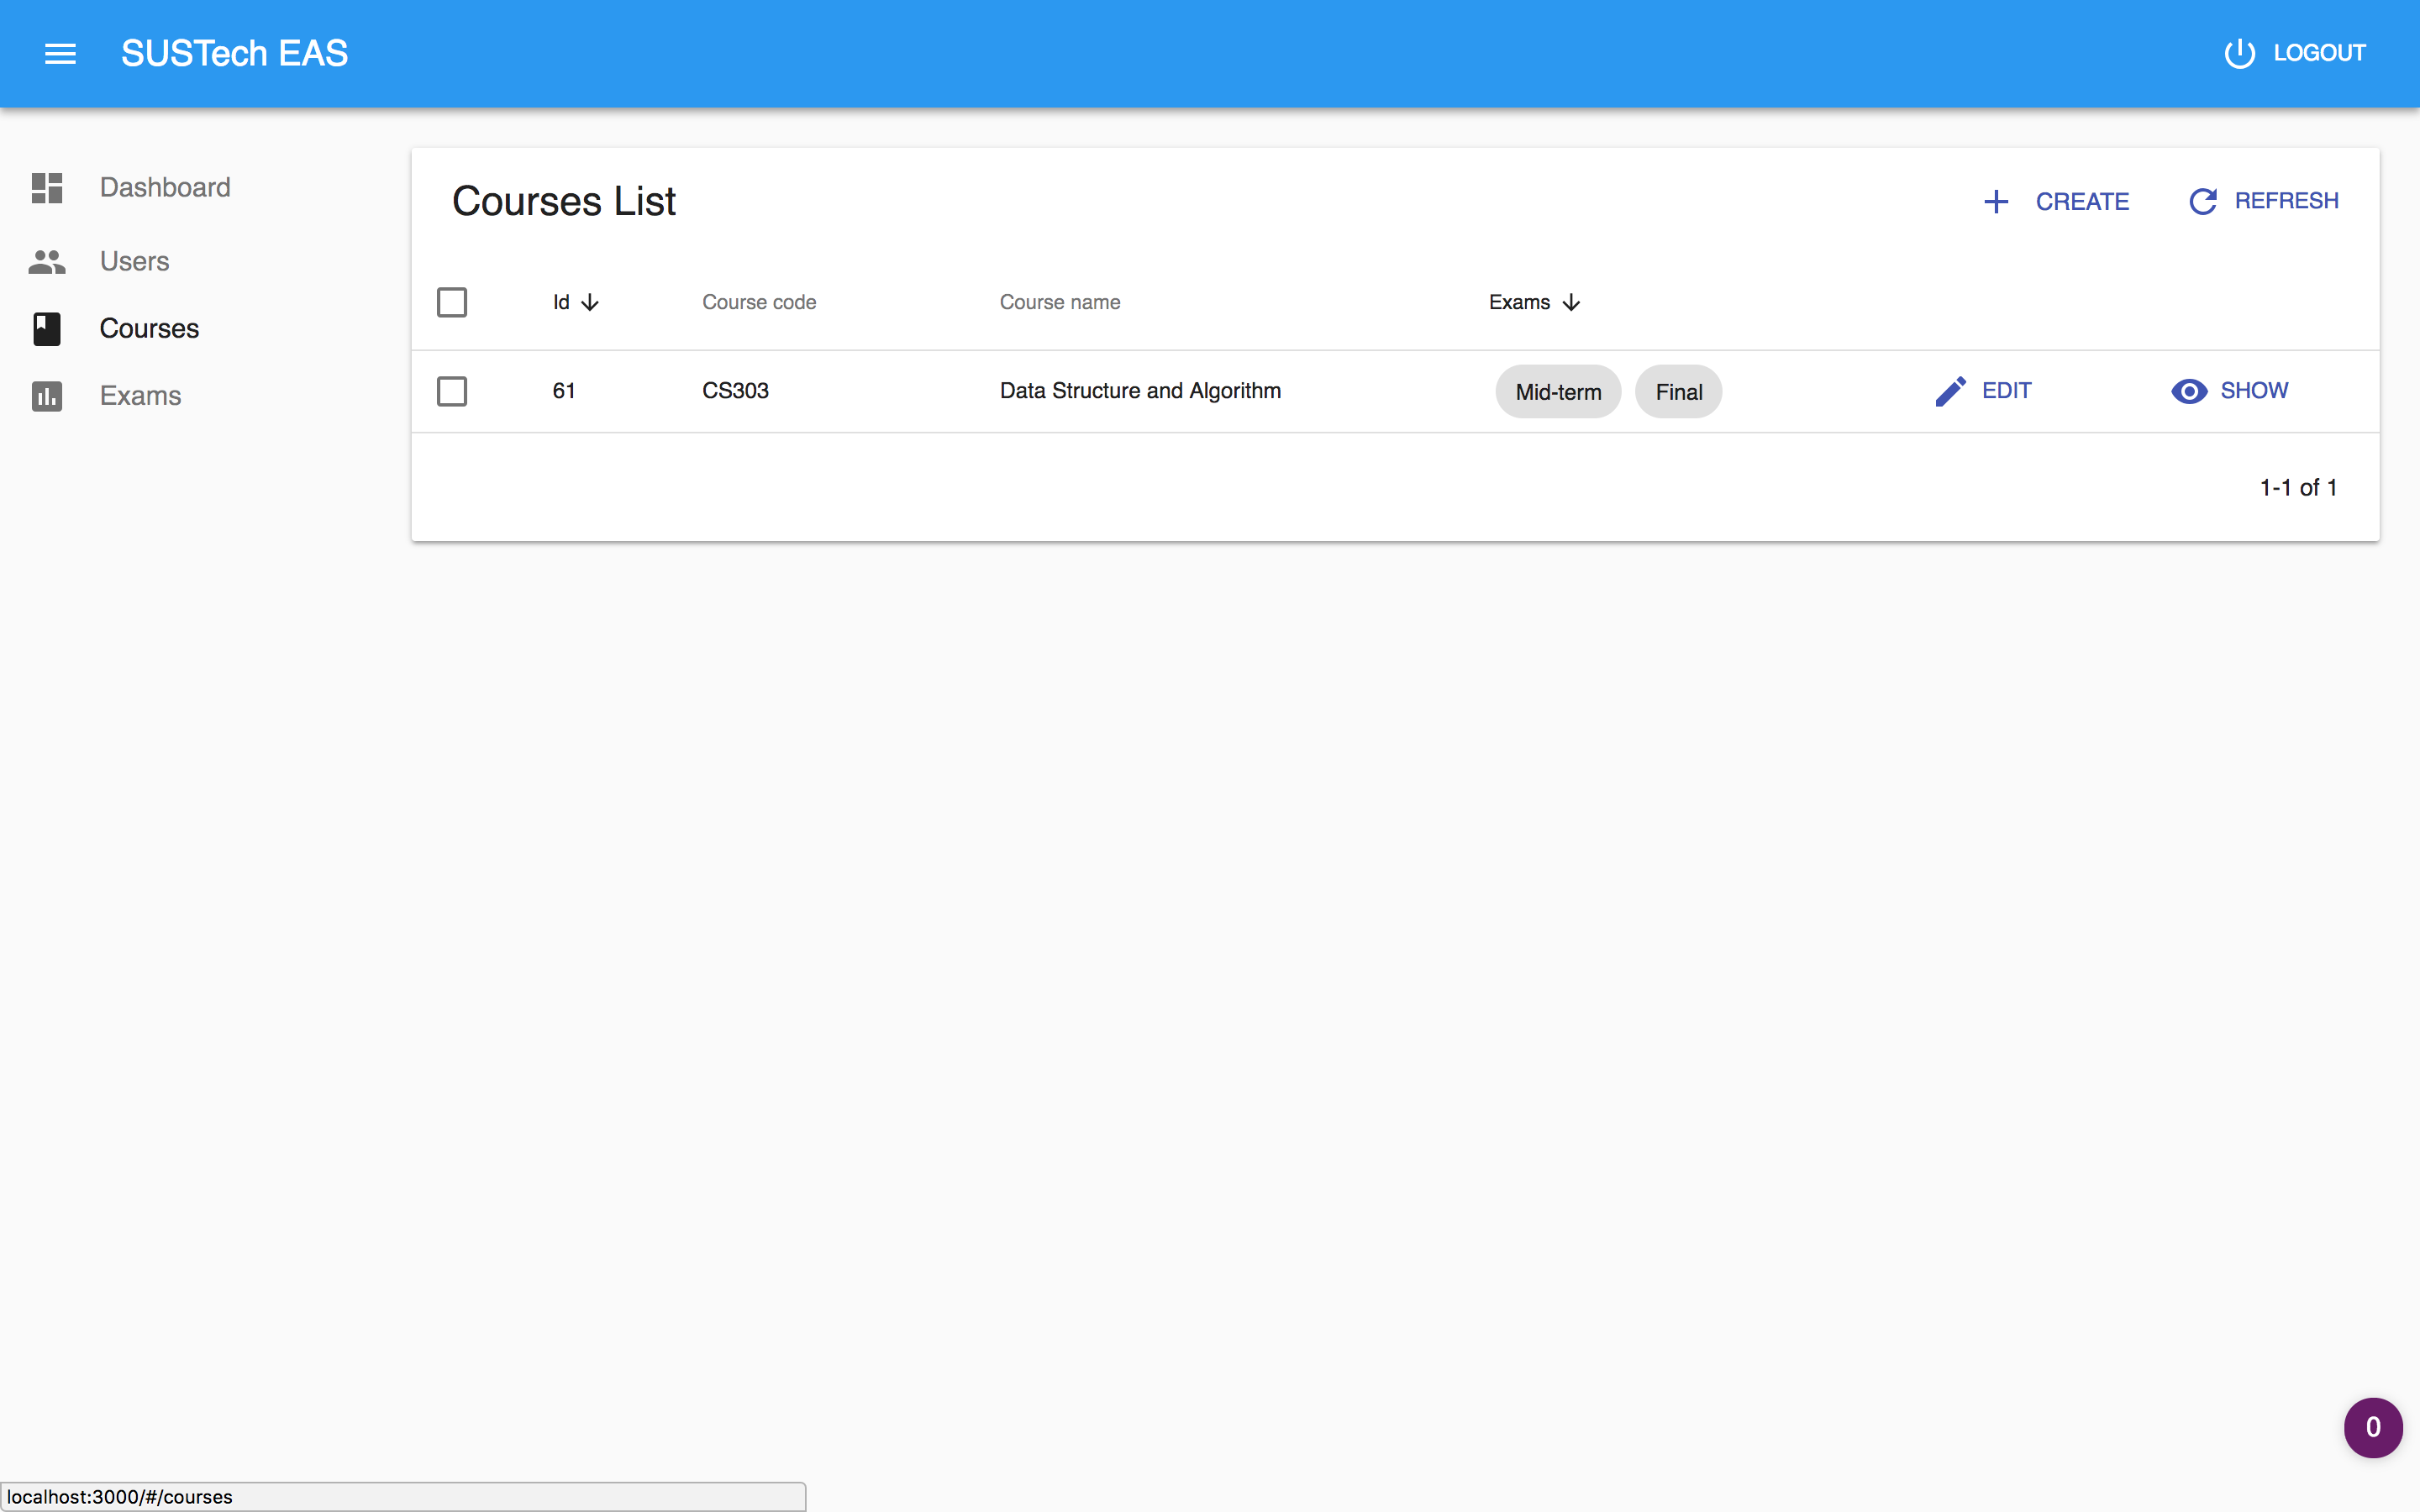 SUSTech EAS
LOGOUT
Dashboard
Users
Courses
Exams
Courses List
CREATE
REFRESH
Id Course code Course name Exams
61 CS303 Data Structure and Algorithm Mid-term Final EDIT SHOW
1-1 of 1
0
localhost:3000/#/courses